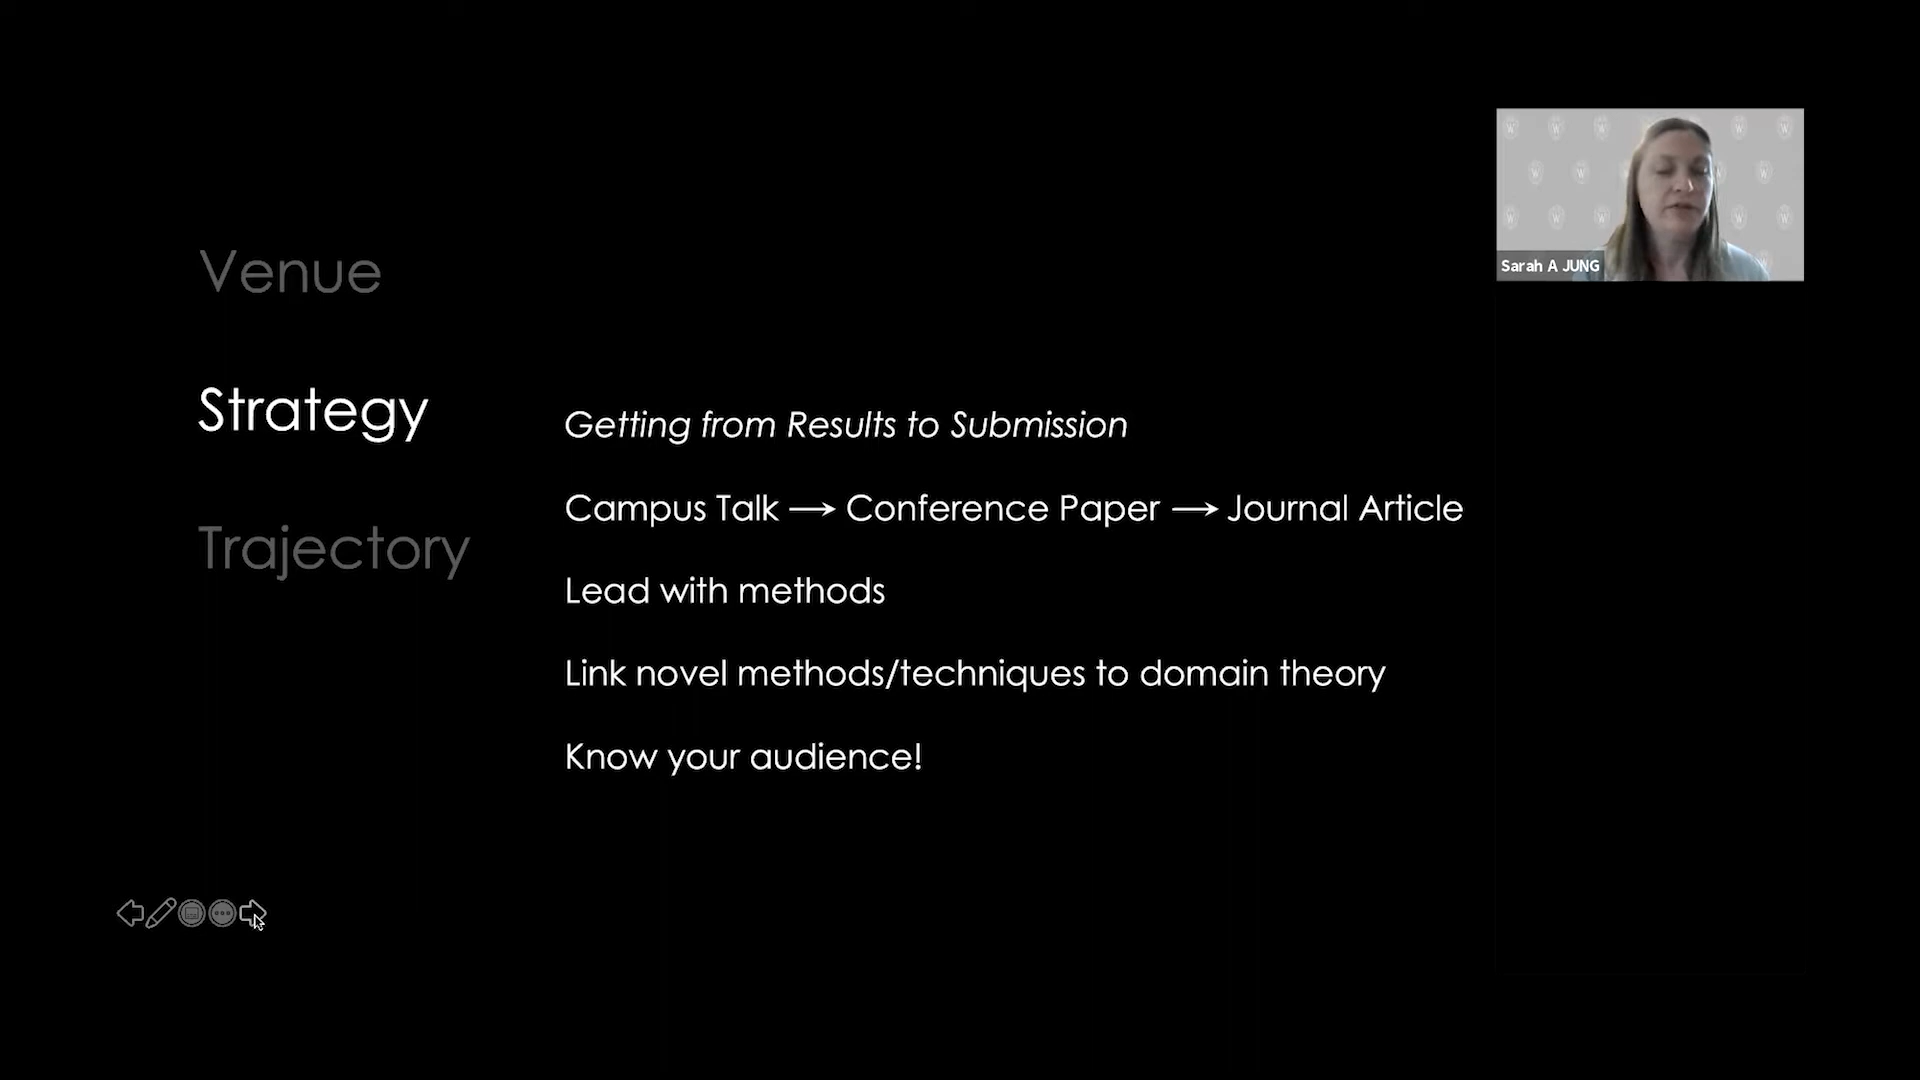 Venue
Strategy
Trajectory
Getting from Results to Submission
Campus Talk → Conference Paper → Journal Article
Lead with methods
Link novel methods/techniques to domain theory
Know your audience!
Sarah A JUNG